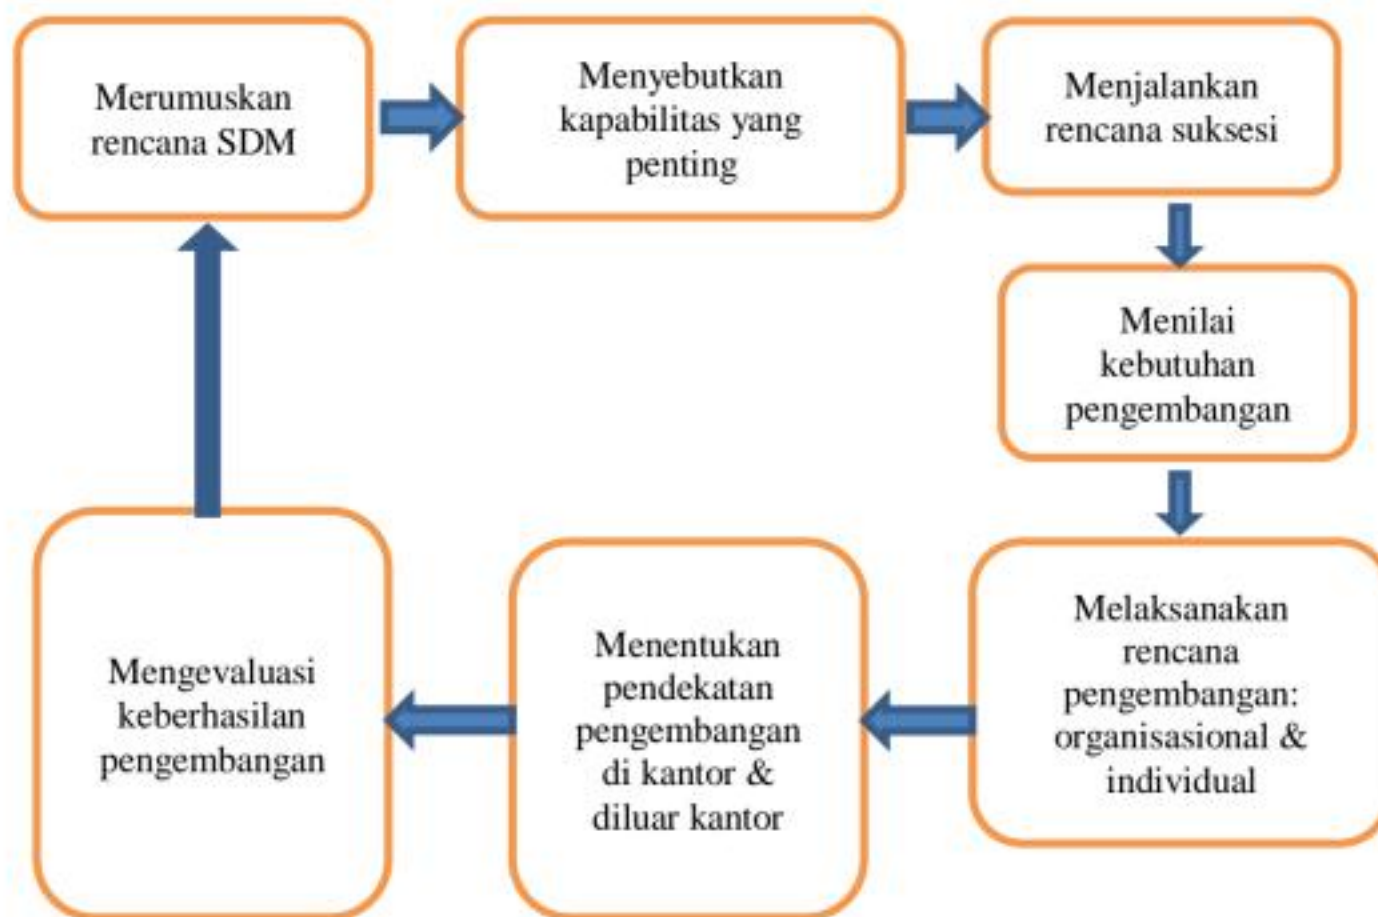 Merumuskan
rencana SDM
Menyebutkan
kapabilitas yang
penting
Menjalankan
rencana suksesi
Menilai
kebutuhan
pengembangan
Melaksanakan
rencana
pengembangan:
organisasional &
individual
Menentukan
pendekatan
pengembangan
di kantor &
diluar kantor
Mengevaluasi
keberhasilan
pengembangan